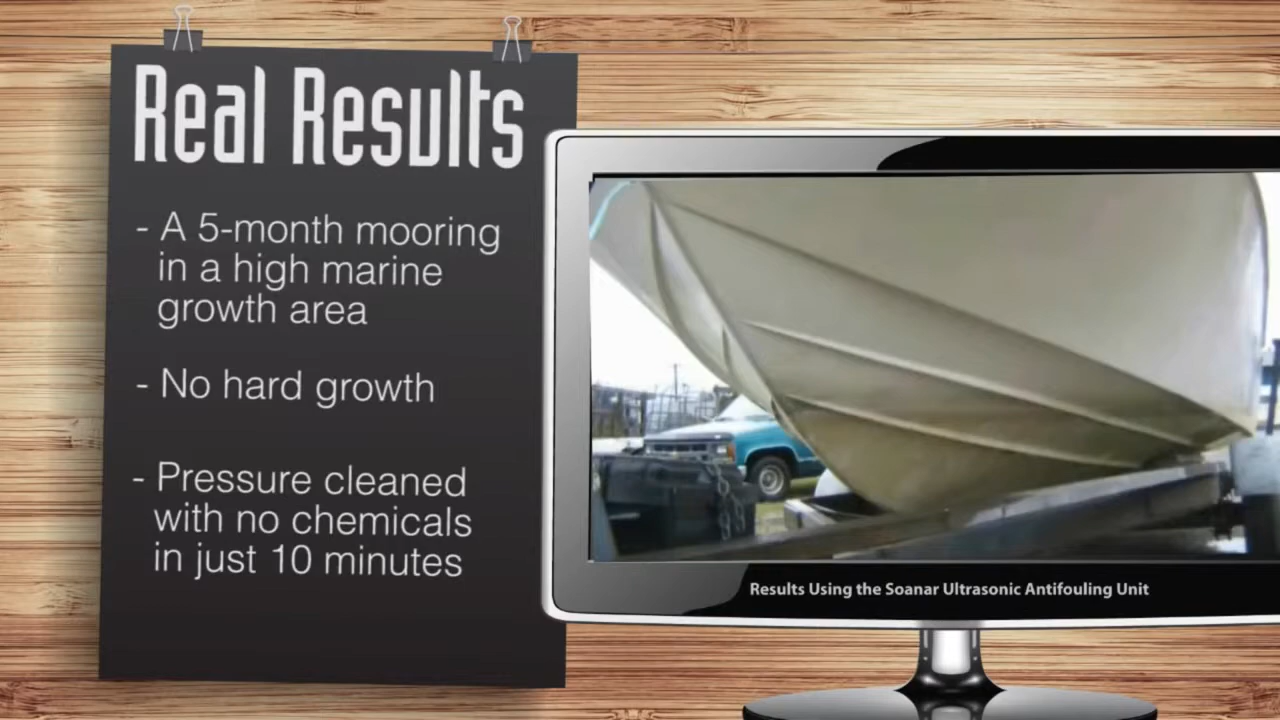 Real Results
- A 5-month mooring
in a high marine
growth area
- No hard growth
- Pressure cleaned
with no chemicals
in just 10 minutes
Results Using the Soanar Ultrasonic Antifouling Unit